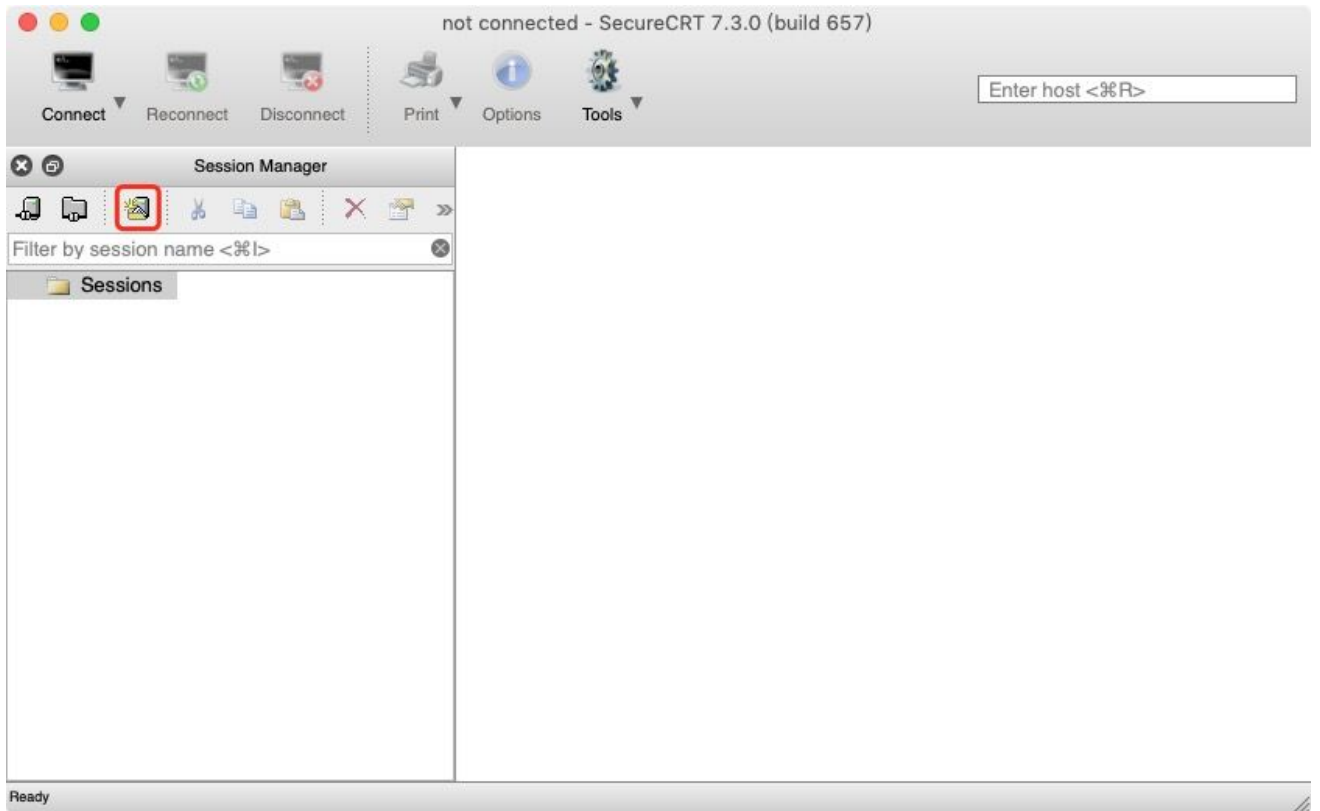 not connected - SecureCRT 7.3.0 (build 657)
Connect Reconnect Disconnect Print Options Tools
Enter host <⌘R>
Session Manager
Filter by session name <⌘I>
Sessions
Ready